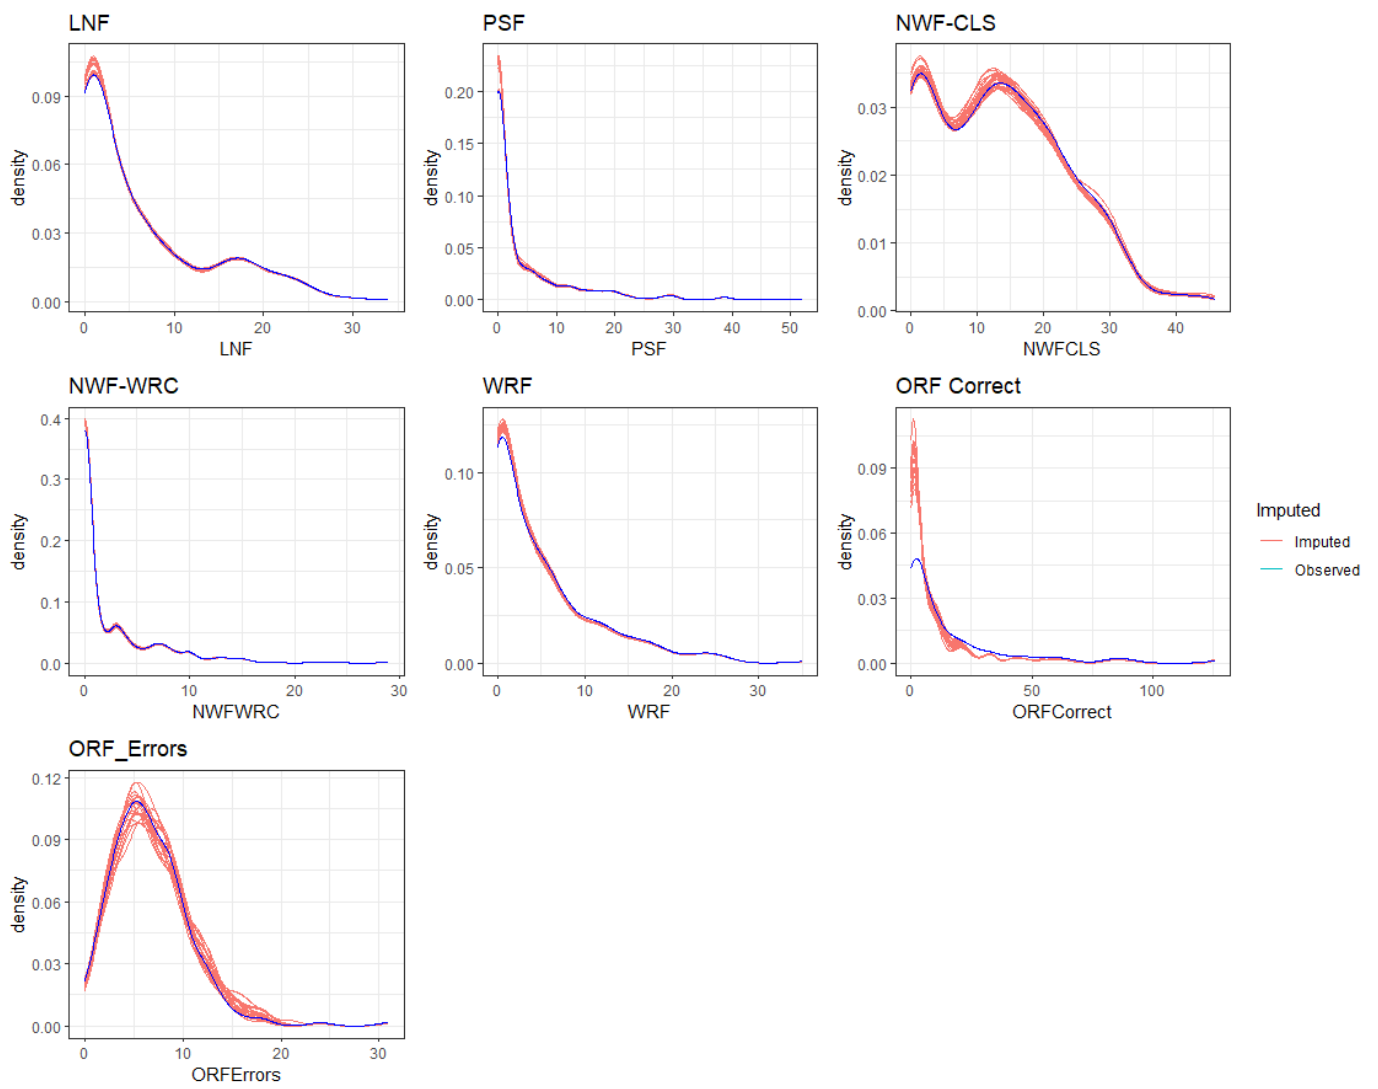 LNF
density
0.09
0.06
0.03
0.00
0 10 20 30
LNF
PSF
density
0.20
0.15
0.10
0.05
0.00
0 10 20 30 40 50
PSF
NWF-CLS
density
0.03
0.02
0.01
0.00
0 10 20 30 40
NWFCLS
NWF-WRC
density
0.4
0.3
0.2
0.1
0.0
0 10 20 30
NWFWRC
WRF
density
0.10
0.05
0.00
0 10 20 30
WRF
ORF Correct
density
0.09
0.06
0.03
0.00
0 50 100
ORFCorrect
Imputed
Imputed
Observed
ORF_Errors
density
0.12
0.09
0.06
0.03
0.00
0 10 20 30
ORFErrors